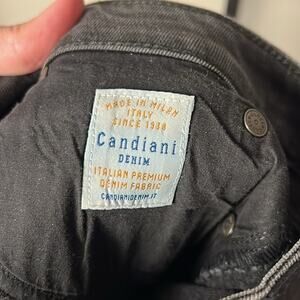 MADE IN MILAN
ITALY
SINCE 1938
Candiani
DENIM
ITALIAN PREMIUM
DENIM FABRIC
CANDIANIDENIM.IT